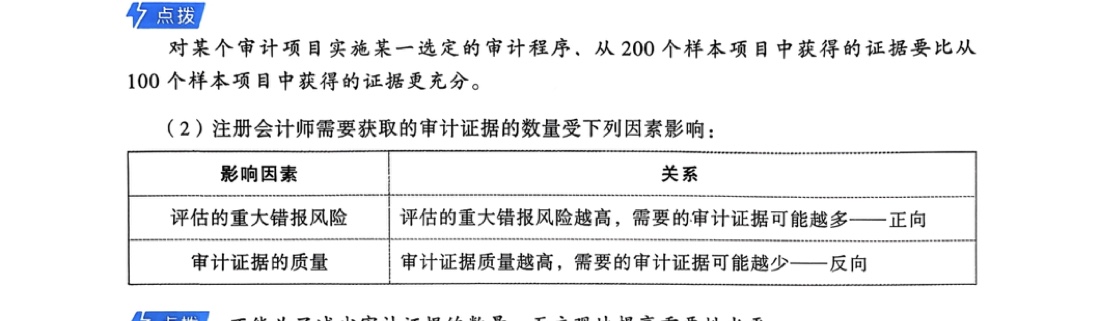 点拨
对某个审计项目实施某一选定的审计程序、从 200 个样本项目中获得的证据要比从
100 个样本项目中获得的证据更充分。
（2）注册会计师需要获取的审计证据的数量受下列因素影响：
影响因素 关系
评估的重大错报风险 评估的重大错报风险越高，需要的审计证据可能越多——正向
审计证据的质量 审计证据质量越高，需要的审计证据可能越少——反向